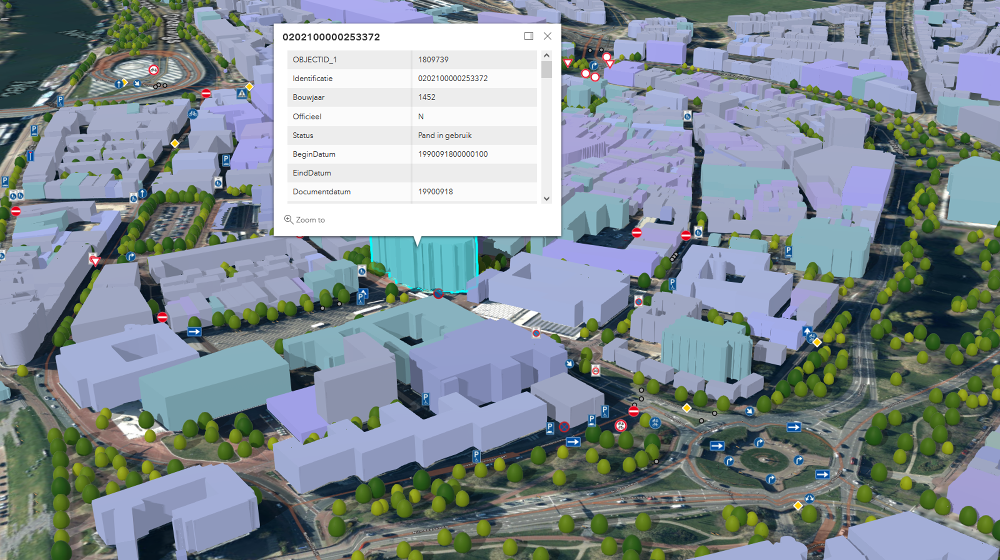 0202100000253372
OBJECTID_1 1809739
Identificatie 0202100000253372
Bouwjaar 1452
Officieel N
Status Pand in gebruik
BeginDatum 1990091800000100
EindDatum
Documentdatum 19900918
Zoom to
P
P
P
P
P
P
P
P
P
P
P
P
P